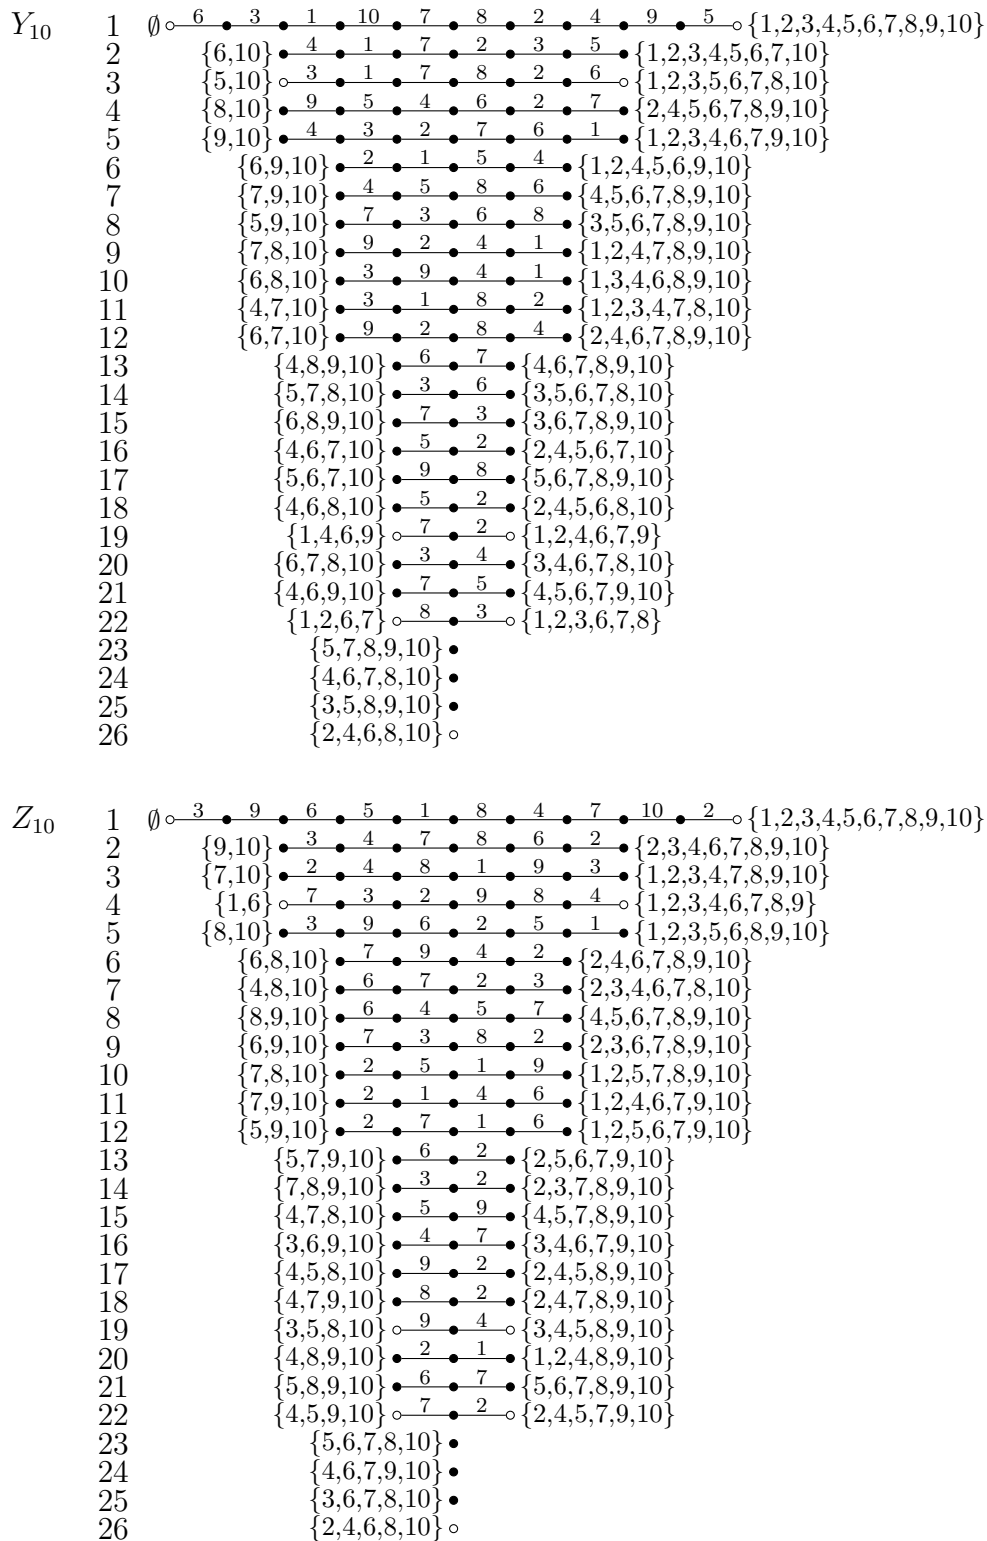 Y10 1 ∅ 6 3 1 10 7 8 2 4 9 5 {1,2,3,4,5,6,7,8,9,10}
2 {6,10} 4 1 7 2 3 5 {1,2,3,4,5,6,7,10}
3 {5,10} 3 1 7 8 2 6 {1,2,3,5,6,7,8,10}
4 {8,10} 9 5 4 6 2 7 {2,4,5,6,7,8,9,10}
5 {9,10} 4 3 2 7 6 1 {1,2,3,4,6,7,9,10}
6 {6,9,10} 2 1 5 4 {1,2,4,5,6,9,10}
7 {7,9,10} 4 5 8 6 {4,5,6,7,8,9,10}
8 {5,9,10} 7 3 6 8 {3,5,6,7,8,9,10}
9 {7,8,10} 9 2 4 1 {1,2,4,7,8,9,10}
10 {6,8,10} 3 9 4 1 {1,3,4,6,8,9,10}
11 {4,7,10} 3 1 8 2 {1,2,3,4,7,8,10}
12 {6,7,10} 9 2 8 4 {2,4,6,7,8,9,10}
13 {4,8,9,10} 6 7 {4,6,7,8,9,10}
14 {5,7,8,10} 3 6 {3,5,6,7,8,10}
15 {6,8,9,10} 7 3 {3,6,7,8,9,10}
16 {4,6,7,10} 5 2 {2,4,5,6,7,10}
17 {5,6,7,10} 9 8 {5,6,7,8,9,10}
18 {4,6,8,10} 5 2 {2,4,5,6,8,10}
19 {1,4,6,9} 7 2 {1,2,4,6,7,9}
20 {6,7,8,10} 3 4 {3,4,6,7,8,10}
21 {4,6,9,10} 7 5 {4,5,6,7,9,10}
22 {1,2,6,7} 8 3 {1,2,3,6,7,8}
23 {5,7,8,9,10}
24 {4,6,7,8,10}
25 {3,5,8,9,10}
26 {2,4,6,8,10}
Z10 1 ∅ 3 9 6 5 1 8 4 7 10 2 {1,2,3,4,5,6,7,8,9,10}
2 {9,10} 3 4 7 8 6 2 {2,3,4,6,7,8,9,10}
3 {7,10} 2 4 8 1 9 3 {1,2,3,4,7,8,9,10}
4 {1,6} 7 3 2 9 8 4 {1,2,3,4,6,7,8,9}
5 {8,10} 3 9 6 2 5 1 {1,2,3,5,6,8,9,10}
6 {6,8,10} 7 9 4 2 {2,4,6,7,8,9,10}
7 {4,8,10} 6 7 2 3 {2,3,4,6,7,8,10}
8 {8,9,10} 6 4 5 7 {4,5,6,7,8,9,10}
9 {6,9,10} 7 3 8 2 {2,3,6,7,8,9,10}
10 {7,8,10} 2 5 1 9 {1,2,5,7,8,9,10}
11 {7,9,10} 2 1 4 6 {1,2,4,6,7,9,10}
12 {5,9,10} 2 7 1 6 {1,2,5,6,7,9,10}
13 {5,7,9,10} 6 2 {2,5,6,7,9,10}
14 {7,8,9,10} 3 2 {2,3,7,8,9,10}
15 {4,7,8,10} 5 9 {4,5,7,8,9,10}
16 {3,6,9,10} 4 7 {3,4,6,7,9,10}
17 {4,5,8,10} 9 2 {2,4,5,8,9,10}
18 {4,7,9,10} 8 2 {2,4,7,8,9,10}
19 {3,5,8,10} 9 4 {3,4,5,8,9,10}
20 {4,8,9,10} 2 1 {1,2,4,8,9,10}
21 {5,8,9,10} 6 7 {5,6,7,8,9,10}
22 {4,5,9,10} 7 2 {2,4,5,7,9,10}
23 {5,6,7,8,10}
24 {4,6,7,9,10}
25 {3,6,7,8,10}
26 {2,4,6,8,10}